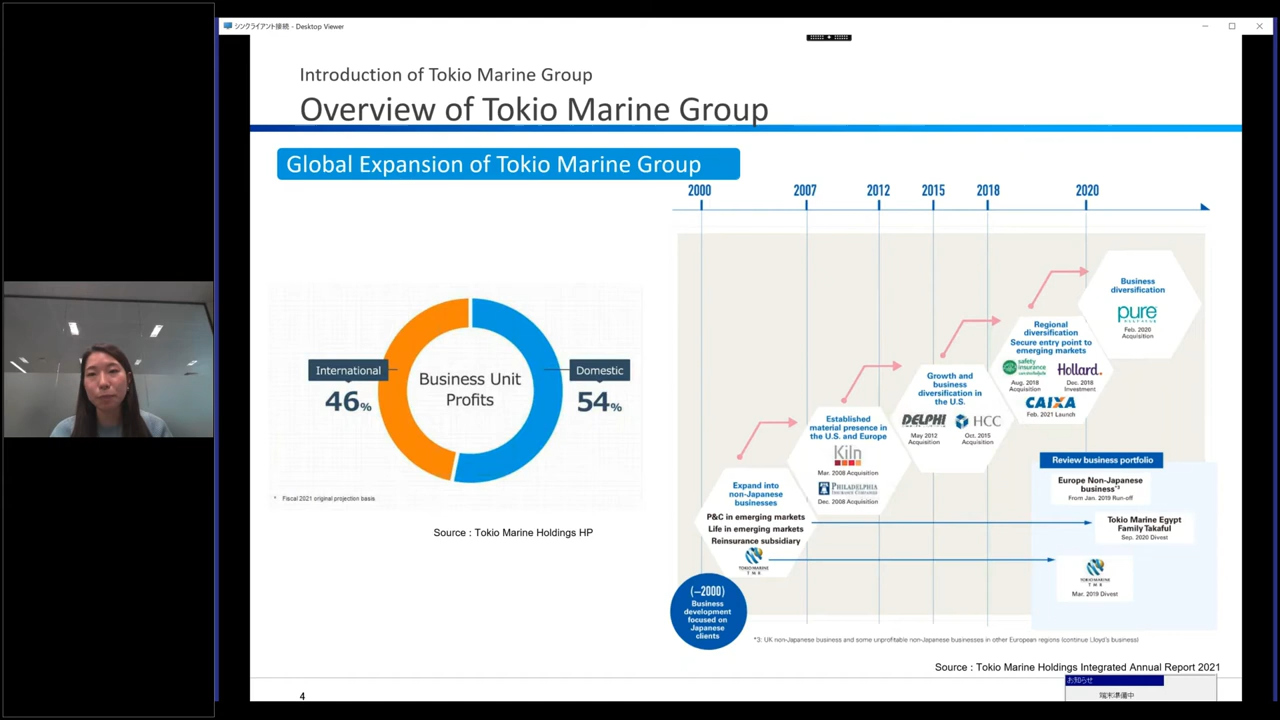 シンクライアント接続 - Desktop Viewer
Introduction of Tokio Marine Group
Overview of Tokio Marine Group
Global Expansion of Tokio Marine Group
2000
2007
2012
2015
2018
2020
International
46%
Business Unit
Profits
Domestic
54%
* Fiscal 2021 original projection basis
Source : Tokio Marine Holdings HP
(−2000)
Business
development
focused on
Japanese
clients
Expand into
non-Japanese
businesses
P&C in emerging markets
Life in emerging markets
Reinsurance subsidiary
TOKIO MARINE
T M R
Established
material presence in
the U.S. and Europe
Kiln
Mar. 2008 Acquisition
PHILADELPHIA
INSURANCE COMPANIES
Dec. 2008 Acquisition
Growth and
business
diversification in
the U.S.
DELPHI
May 2012
Acquisition
HCC
Oct. 2015
Acquisition
Regional
diversification
Secure entry point to
emerging markets
safety
insurance
Aug. 2018
Acquisition
Hollard.
Dec. 2018
Investment
CAIXA
Feb. 2021 Launch
Business
diversification
pure
Feb. 2020
Acquisition
Review business portfolio
Europe Non-Japanese
business*3
From Jan. 2019 Run-off
Tokio Marine Egypt
Family Takaful
Sep. 2020 Divest
TOKIO MARINE
T M R
Mar. 2019 Divest
*3: UK non-Japanese business and some unprofitable non-Japanese businesses in other European regions (continue Lloyd's business)
Source : Tokio Marine Holdings Integrated Annual Report 2021
お知らせ
端末準備中
4